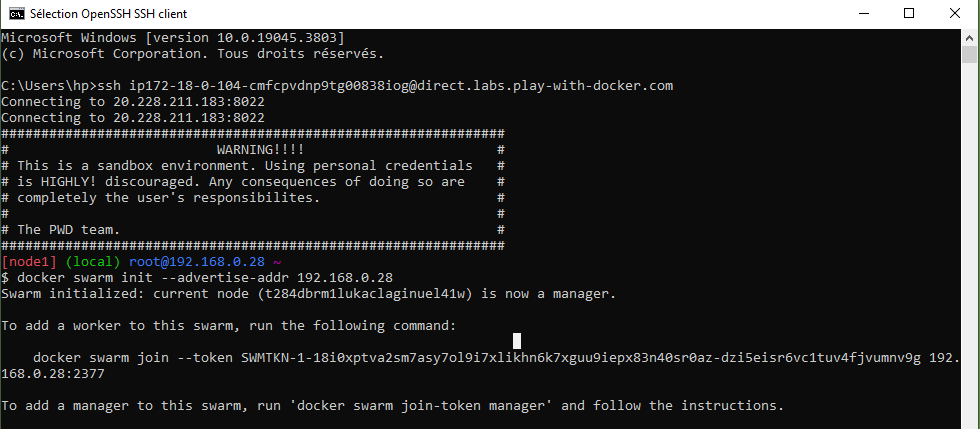 Sélection OpenSSH SSH client
Microsoft Windows [version 10.0.19045.3803]
(c) Microsoft Corporation. Tous droits réservés.
C:\Users\hp>ssh ip172-18-0-104-cmfcpvdnp9tg00838iog@direct.labs.play-with-docker.com
Connecting to 20.228.211.183:8022
Connecting to 20.228.211.183:8022
###############################################################
#                          WARNING!!!!                        #
# This is a sandbox environment. Using personal credentials   #
# is HIGHLY! discouraged. Any consequences of doing so are    #
# completely the user's responsibilites.                      #
#                                                             #
# The PWD team.                                               #
###############################################################
[node1] (local) root@192.168.0.28 ~
$ docker swarm init --advertise-addr 192.168.0.28
Swarm initialized: current node (t284dbrm1lukaclaginuel41w) is now a manager.
To add a worker to this swarm, run the following command:
    docker swarm join --token SWMTKN-1-18i0xptva2sm7asy7ol9i7xlikhn6k7xguu9iepx83n40sr0az-dzi5eisr6vc1tuv4fjvumnv9g 192.
168.0.28:2377
To add a manager to this swarm, run 'docker swarm join-token manager' and follow the instructions.